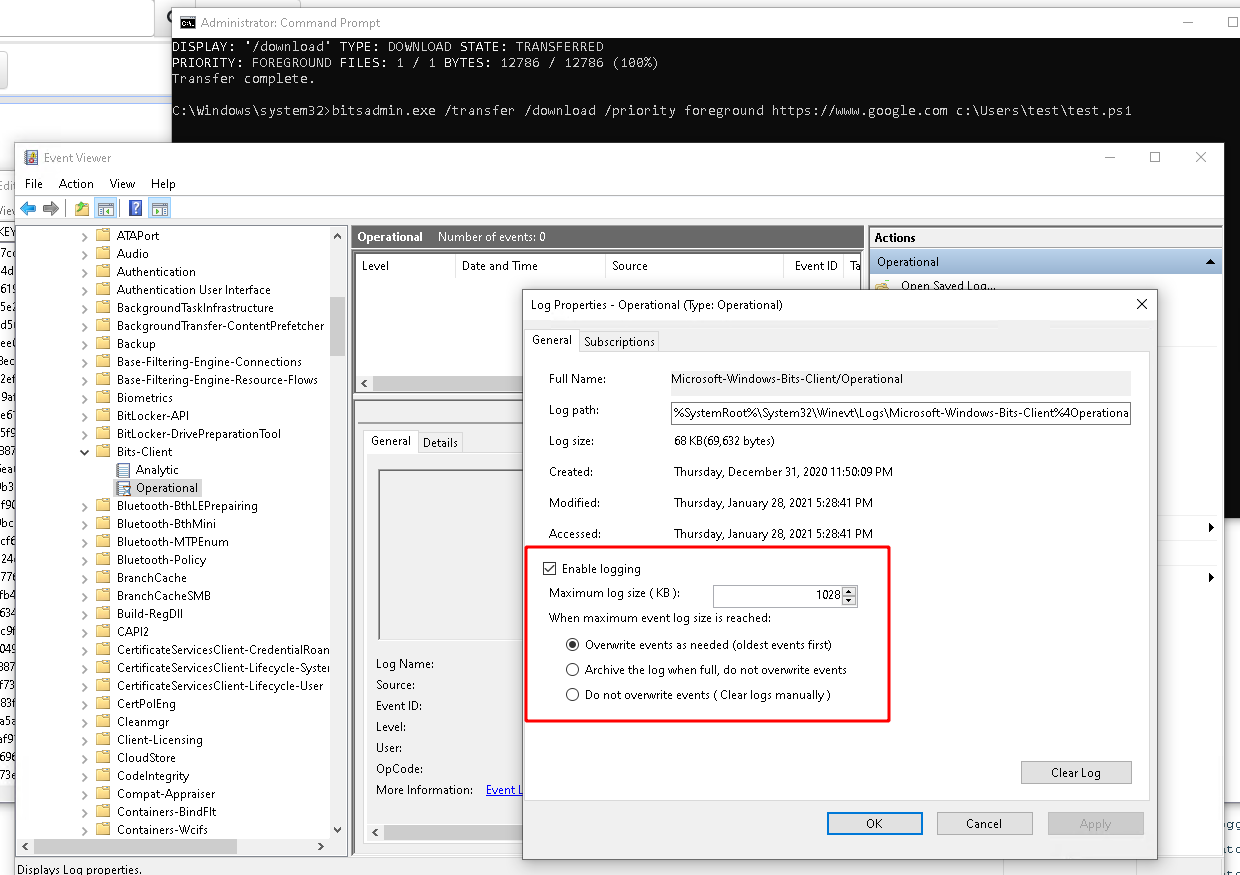 Administrator: Command Prompt
DISPLAY: '/download' TYPE: DOWNLOAD STATE: TRANSFERRED
PRIORITY: FOREGROUND FILES: 1 / 1 BYTES: 12786 / 12786 (100%)
Transfer complete.
C:\Windows\system32>bitsadmin.exe /transfer /download /priority foreground https://www.google.com c:\Users\test\test.ps1
Event Viewer
File Action View Help
ATAPort
Audio
Authentication
Authentication User Interface
BackgroundTaskInfrastructure
BackgroundTransfer-ContentPrefetcher
Backup
Base-Filtering-Engine-Connections
Base-Filtering-Engine-Resource-Flows
Biometrics
BitLocker-API
BitLocker-DrivePreparationTool
Bits-Client
Analytic
Operational
Bluetooth-BthLEPrepairing
Bluetooth-BthMini
Bluetooth-MTPEnum
Bluetooth-Policy
BranchCache
BranchCacheSMB
Build-RegDll
CAPI2
CertificateServicesClient-CredentialRoan
CertificateServicesClient-Lifecycle-Syster
CertificateServicesClient-Lifecycle-User
CertPolEng
Cleanmgr
Client-Licensing
CloudStore
CodeIntegrity
Compat-Appraiser
Containers-BindFlt
Containers-Wcifs
Operational Number of events: 0
Level Date and Time Source Event ID Ta
General Details
Log Name:
Source:
Event ID:
Level:
User:
OpCode:
More Information: Event L
Actions
Operational
Open Saved Log...
Log Properties - Operational (Type: Operational)
General Subscriptions
Full Name: Microsoft-Windows-Bits-Client/Operational
Log path: %SystemRoot%\System32\Winevt\Logs\Microsoft-Windows-Bits-Client%4Operationa
Log size: 68 KB(69,632 bytes)
Created: Thursday, December 31, 2020 11:50:09 PM
Modified: Thursday, January 28, 2021 5:28:41 PM
Accessed: Thursday, January 28, 2021 5:28:41 PM
Enable logging
Maximum log size ( KB ): 1028
When maximum event log size is reached:
Overwrite events as needed (oldest events first)
Archive the log when full, do not overwrite events
Do not overwrite events ( Clear logs manually )
Clear Log
OK Cancel Apply
Displays Log properties.